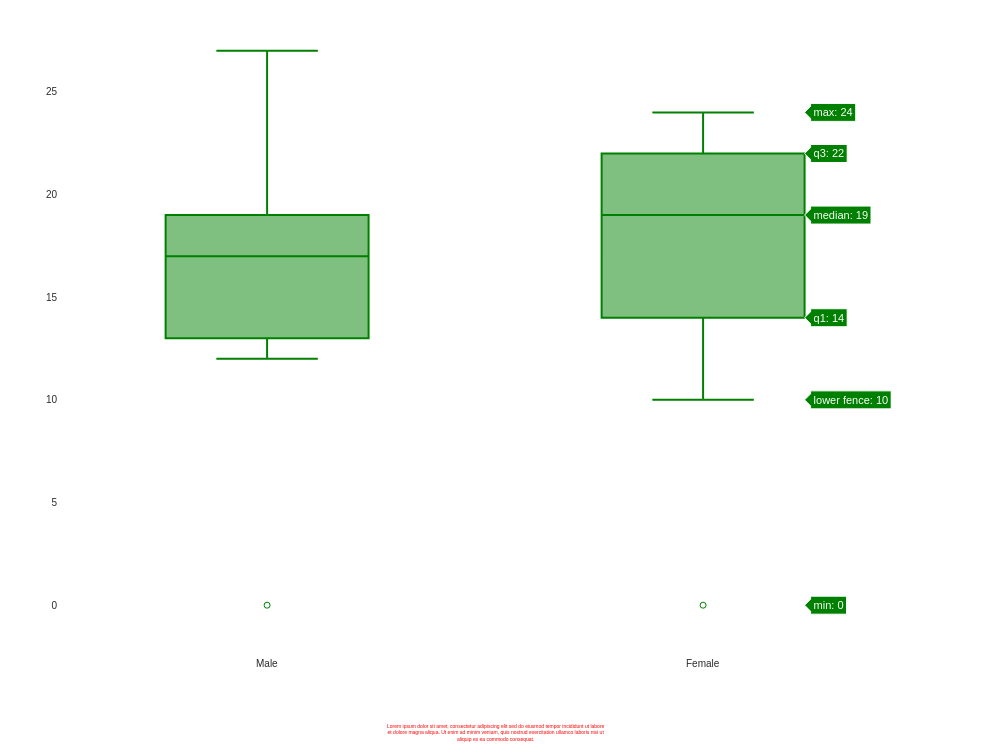 25
max: 24
q3: 22
20
median: 19
15
q1: 14
10
lower fence: 10
5
0
min: 0
Male
Female
Lorem ipsum dolor sit amet, consectetur adipiscing elit sed do eiusmod tempor incididunt ut labore
et dolore magna aliqua. Ut enim ad minim veniam, quis nostrud exercitation ullamco laboris nisi ut
aliquip ex ea commodo consequat.